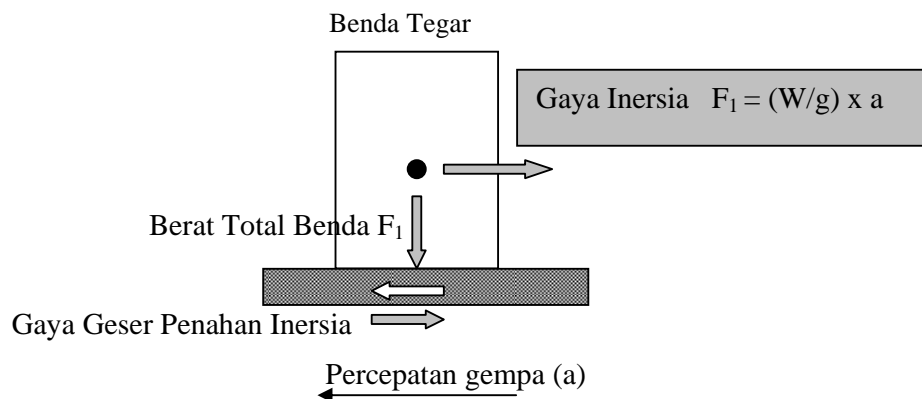 Benda Tegar
Gaya Inersia F₁ = (W/g) x a
Berat Total Benda F₁
Gaya Geser Penahan Inersia
Percepatan gempa (a)